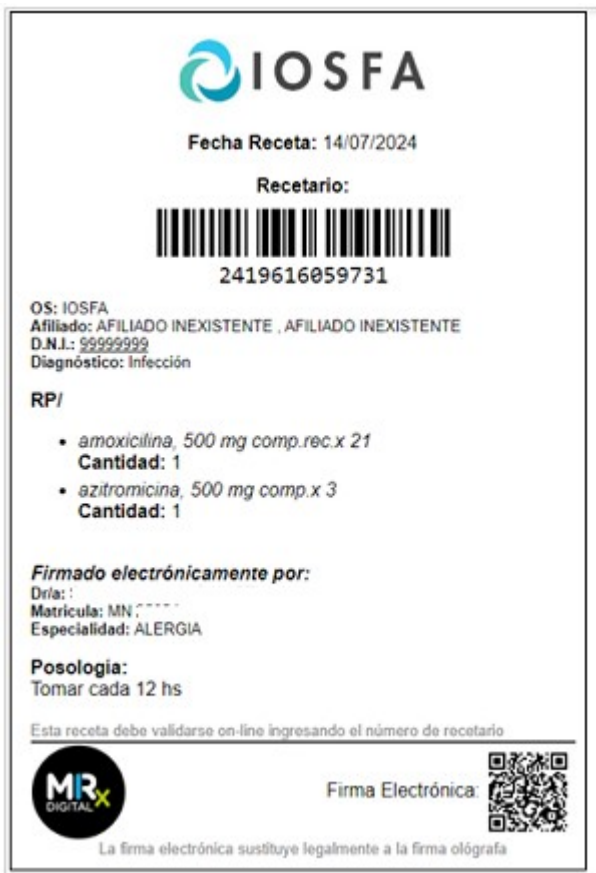 IOSFA
Fecha Receta: 14/07/2024
Recetario:
2419616059731
OS: IOSFA
Afiliado: AFILIADO INEXISTENTE , AFILIADO INEXISTENTE
D.N.I.: 99999999
Diagnóstico: Infección
RP/
• amoxicilina, 500 mg comp.rec.x 21
Cantidad: 1
• azitromicina, 500 mg comp.x 3
Cantidad: 1
Firmado electrónicamente por:
Dr/a:
Matricula: MN
Especialidad: ALERGIA
Posologia:
Tomar cada 12 hs
Esta receta debe validarse on-line ingresando el número de recetario
MRx
DIGITAL
Firma Electrónica:
La firma electrónica sustituye legalmente a la firma ológrafa